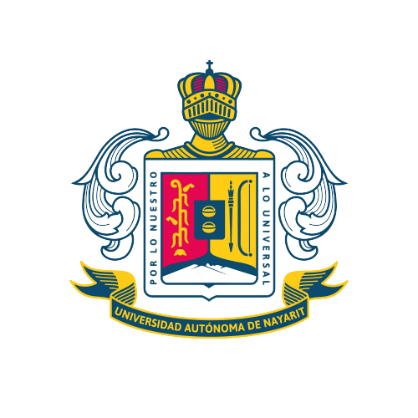 POR LO NUESTRO
A LO UNIVERSAL
UNIVERSIDAD AUTÓNOMA DE NAYARIT